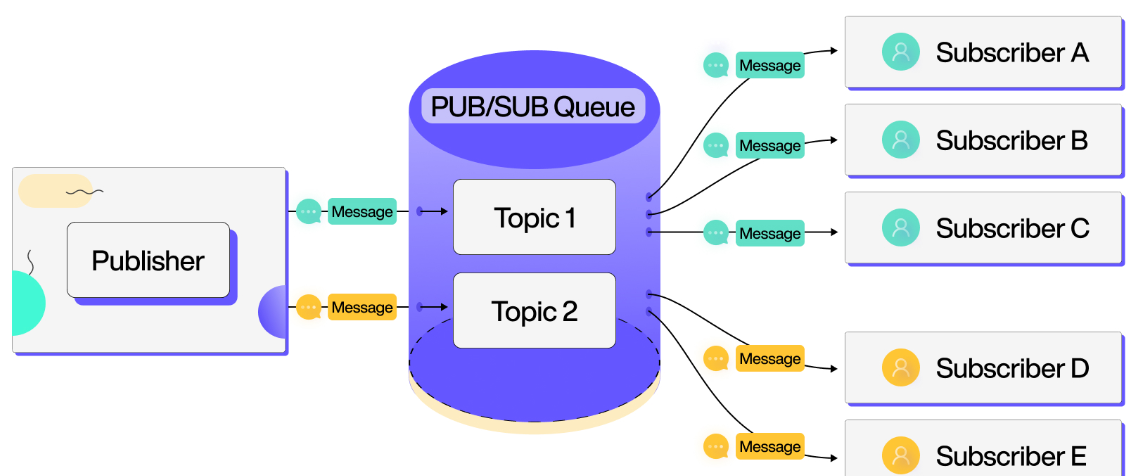 PUB/SUB Queue
Publisher
Message
Message
Topic 1
Topic 2
Message
Subscriber A
Message
Subscriber B
Message
Subscriber C
Message
Subscriber D
Message
Subscriber E